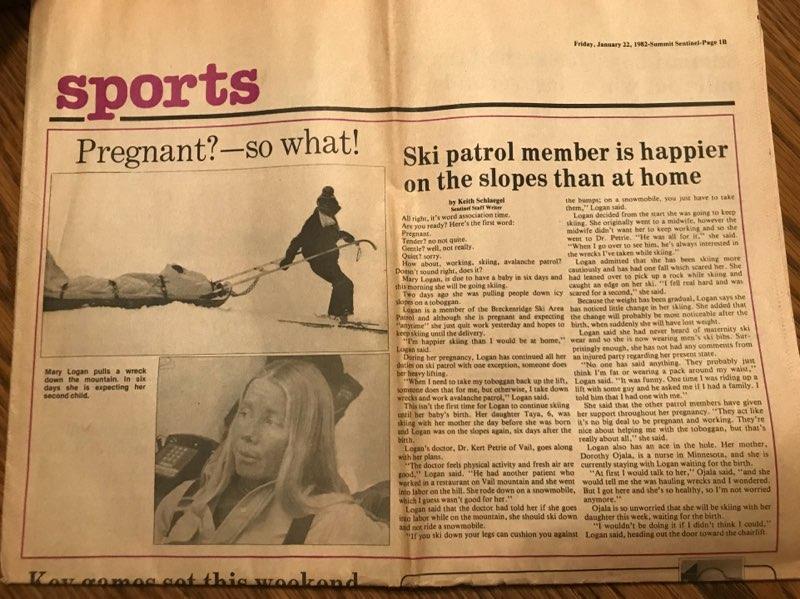 Friday, January 22, 1982-Summit Sentinel-Page 1B
sports
Pregnant?—so what!
Mary Logan pulls a wreck
down the mountain. In six
days she is expecting her
second child.
Ski patrol member is happier
on the slopes than at home
by Keith Schlaegel
Sentinel Staff Writer
All right, it's word association time.
Are you ready? Here's the first word:
Pregnant.
Tender? no not quite.
Gentle? well, not really.
Quiet? sorry.
How about, working, skiing, avalanche patrol?
Doesn't sound right, does it?
Mary Logan, is due to have a baby in six days and
this morning she will be going skiing.
Two days ago she was pulling people down icy
slopes on a toboggan.
Logan is a member of the Breckenridge Ski Area
Patrol and although she is pregnant and expecting
"anytime" she just quit work yesterday and hopes to
keep skiing until the delivery.
"I'm happier skiing than I would be at home,"
Logan said.
During her pregnancy, Logan has continued all her
duties on ski patrol with one exception, someone does
her heavy lifting.
"When I need to take my toboggan back up the lift,
someone does that for me, but otherwise, I take down
wrecks and work avalanche patrol," Logan said.
This isn't the first time for Logan to continue skiing
until her baby's birth. Her daughter Taya, 6, was
skiing with her mother the day before she was born
and Logan was on the slopes again, six days after the
birth.
Logan's doctor, Dr. Kert Petrie of Vail, goes along
with her plans.
"The doctor feels physical activity and fresh air are
good," Logan said. "He had another patient who
worked in a restaurant on Vail mountain and she went
into labor on the hill. She rode down on a snowmobile,
which I guess wasn't good for her."
Logan said that the doctor had told her if she goes
into labor while on the mountain, she should ski down
and not ride a snowmobile.
"If you ski down your legs can cushion you against
the bumps; on a snowmobile, you just have to take
them," Logan said.
Logan decided from the start she was going to keep
skiing. She originally went to a midwife, however the
midwife didn't want her to keep working and so she
went to Dr. Petrie. "He was all for it," she said.
"When I go over to see him, he's always interested in
the wrecks I've taken while skiing."
Logan admitted that she has been skiing more
cautiously and has had one fall which scared her. She
had leaned over to pick up a rock while skiing and
caught an edge on her ski. "I fell real hard and was
scared for a second," she said.
Because the weight has been gradual, Logan says she
has noticed little change in her skiing. She added that
the change will probably be most noticeable after the
birth, when suddenly she will have lost weight.
Logan said she had never heard of maternity ski
wear and so she is now wearing men's ski bibs. Sur-
prisingly enough, she has not had any comments from
an injured party regarding her present state.
"No one has said anything. They probably just
think I'm fat or wearing a pack around my waist,"
Logan said. "It was funny. One time I was riding up a
lift with some guy and he asked me if I had a family. I
told him that I had one with me."
She said that the other patrol members have given
her support throughout her pregnancy. "They act like
it's no big deal to be pregnant and working. They're
nice about helping me with the toboggan, but that's
really about all," she said.
Logan also has an ace in the hole. Her mother,
Dorothy Ojala, is a nurse in Minnesota, and she is
currently staying with Logan waiting for the birth.
"At first I would talk to her," Ojala said, "and she
would tell me she was hauling wrecks and I wondered.
But I got here and she's so healthy, so I'm not worried
anymore."
Ojala is so unworried that she will be skiing with her
daughter this week, waiting for the birth.
"I wouldn't be doing it if I didn't think I could,"
Logan said, heading out the door toward the chairlift.
Key games set this weekend